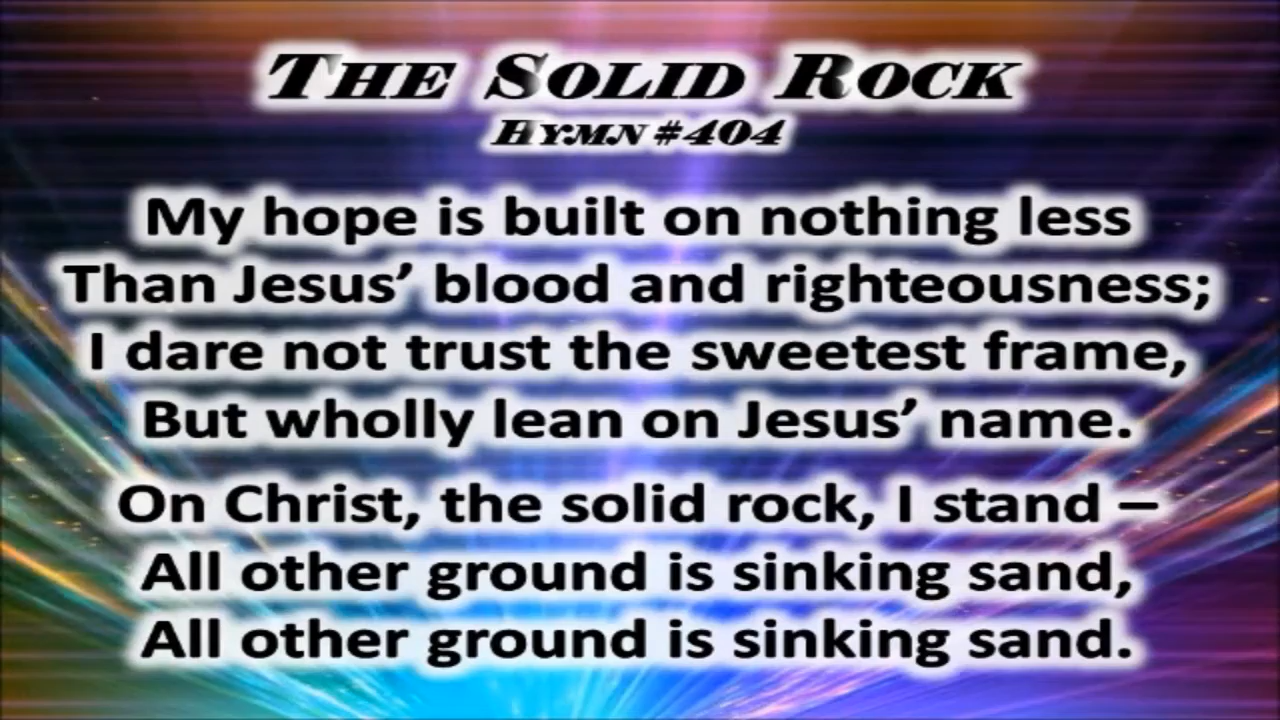 THE SOLID ROCK
HYMN #404
My hope is built on nothing less
Than Jesus’ blood and righteousness;
I dare not trust the sweetest frame,
But wholly lean on Jesus’ name.
On Christ, the solid rock, I stand –
All other ground is sinking sand,
All other ground is sinking sand.